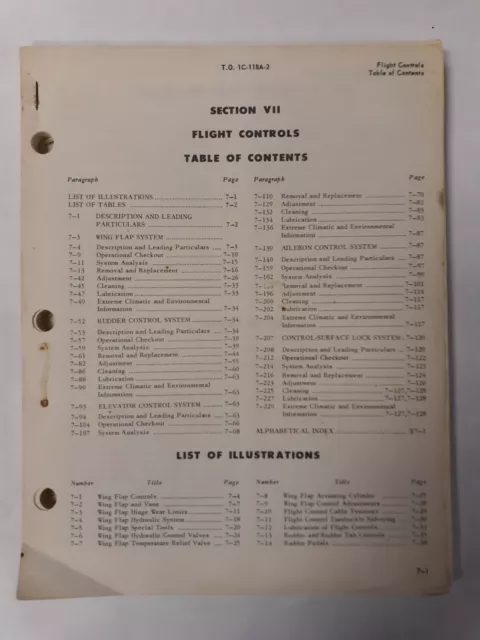 T.O. 1C-118A-2
Flight Controls
Table of Contents
SECTION VII
FLIGHT CONTROLS
TABLE OF CONTENTS
Paragraph Page
LIST OF ILLUSTRATIONS 7-1
LIST OF TABLES 7-2
7-1 DESCRIPTION AND LEADING
PARTICULARS 7-2
7-3 WING FLAP SYSTEM
7-4 Description and Leading Particulars 7-3
7-9 Operational Checkout 7-10
7-11 System Analysis 7-15
7-13 Removal and Replacement 7-16
7-42 Adjustment 7-26
7-45 Cleaning 7-33
7-47 Lubrication 7-33
7-49 Extreme Climatic and Environmental
Information 7-34
7-52 RUDDER CONTROL SYSTEM 7-34
7-53 Description and Leading Particulars 7-34
7-57 Operational Checkout 7-39
7-59 System Analysis 7-39
7-61 Removal and Replacement 7-44
7-82 Adjustment 7-55
7-86 Cleaning 7-60
7-88 Lubrication 7-63
7-90 Extreme Climatic and Environmental
Information 7-63
7-93 ELEVATOR CONTROL SYSTEM 7-63
7-94 Description and Leading Particulars 7-63
7-104 Operational Checkout 7-66
7-107 System Analysis 7-68
Paragraph Page
7-110 Removal and Replacement 7-70
7-129 Adjustment 7-82
7-132 Cleaning 7-85
7-134 Lubrication 7-83
7-136 Extreme Climatic and Environmental
Information 7-87
7-139 AILERON CONTROL SYSTEM 7-87
7-140 Description and Leading Particulars 7-87
7-159 Operational Checkout 7-87
7-162 System Analysis 7-90
Removal and Replacement 7-103
7-196 Adjustment 7-114
7-200 Cleaning 7-127
7-202 Lubrication 7-127
7-204 Extreme Climatic and Environmental
Information 7-127
7-207 CONTROL-SURFACE LOCK SYSTEM 7-120
7-208 Description and Leading Particulars 7-120
7-212 Operational Checkout 7-122
7-214 System Analysis 7-123
7-216 Removal and Replacement 7-124
7-223 Adjustment 7-126
7-225 Cleaning 7-127, 7-128
7-227 Lubrication 7-127, 7-128
7-229 Extreme Climatic and Environmental
Information 7-127, 7-128
ALPHABETICAL INDEX X7-1
LIST OF ILLUSTRATIONS
Number Title Page
7-1 Wing Flap Controls 7-4
7-2 Wing Flap and Vane 7-7
7-3 Wing Flap Hinge Wear Limits 7-11
7-4 Wing Flap Hydraulic System 7-18
7-5 Wing Flap Special Tools 7-20
7-6 Wing Flap Hydraulic Control Valves 7-24
7-7 Wing Flap Temperature Relief Valve 7-25
Number Title Page
7-8 Wing Flap Actuating Cylinder
7-9 Wing Flap Control Adjustments
7-10 Flight Control Cable Tensions
7-11 Flight Control Turnbuckle Safetying
7-12 Lubrication of Flight Controls
7-13 Rudder and Rudder Tab Controls
7-14 Rudder Pedals
7-1